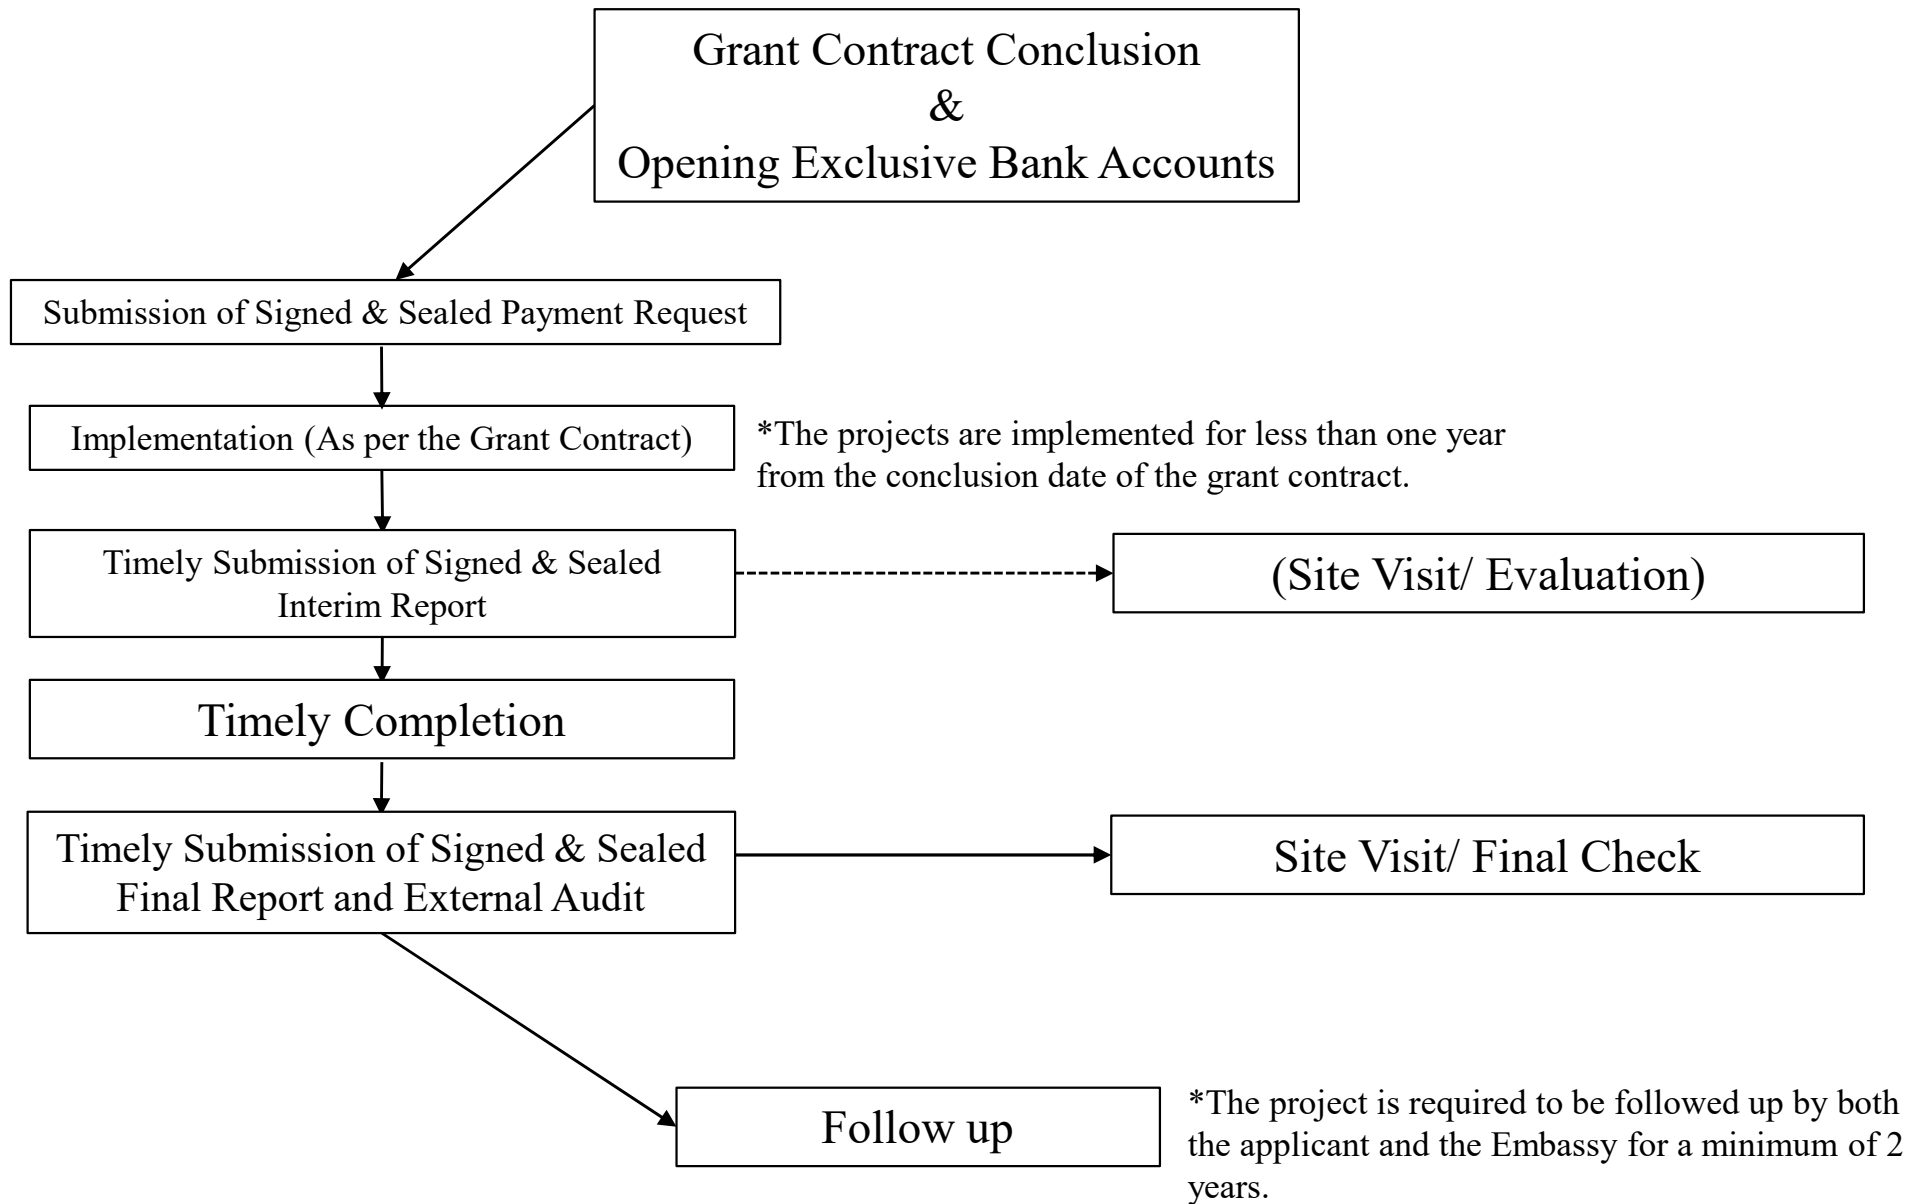 Grant Contract Conclusion
&
Opening Exclusive Bank Accounts
Submission of Signed & Sealed Payment Request
Implementation (As per the Grant Contract)
*The projects are implemented for less than one year
from the conclusion date of the grant contract.
Timely Submission of Signed & Sealed
Interim Report
(Site Visit/ Evaluation)
Timely Completion
Timely Submission of Signed & Sealed
Final Report and External Audit
Site Visit/ Final Check
Follow up
*The project is required to be followed up by both
the applicant and the Embassy for a minimum of 2
years.